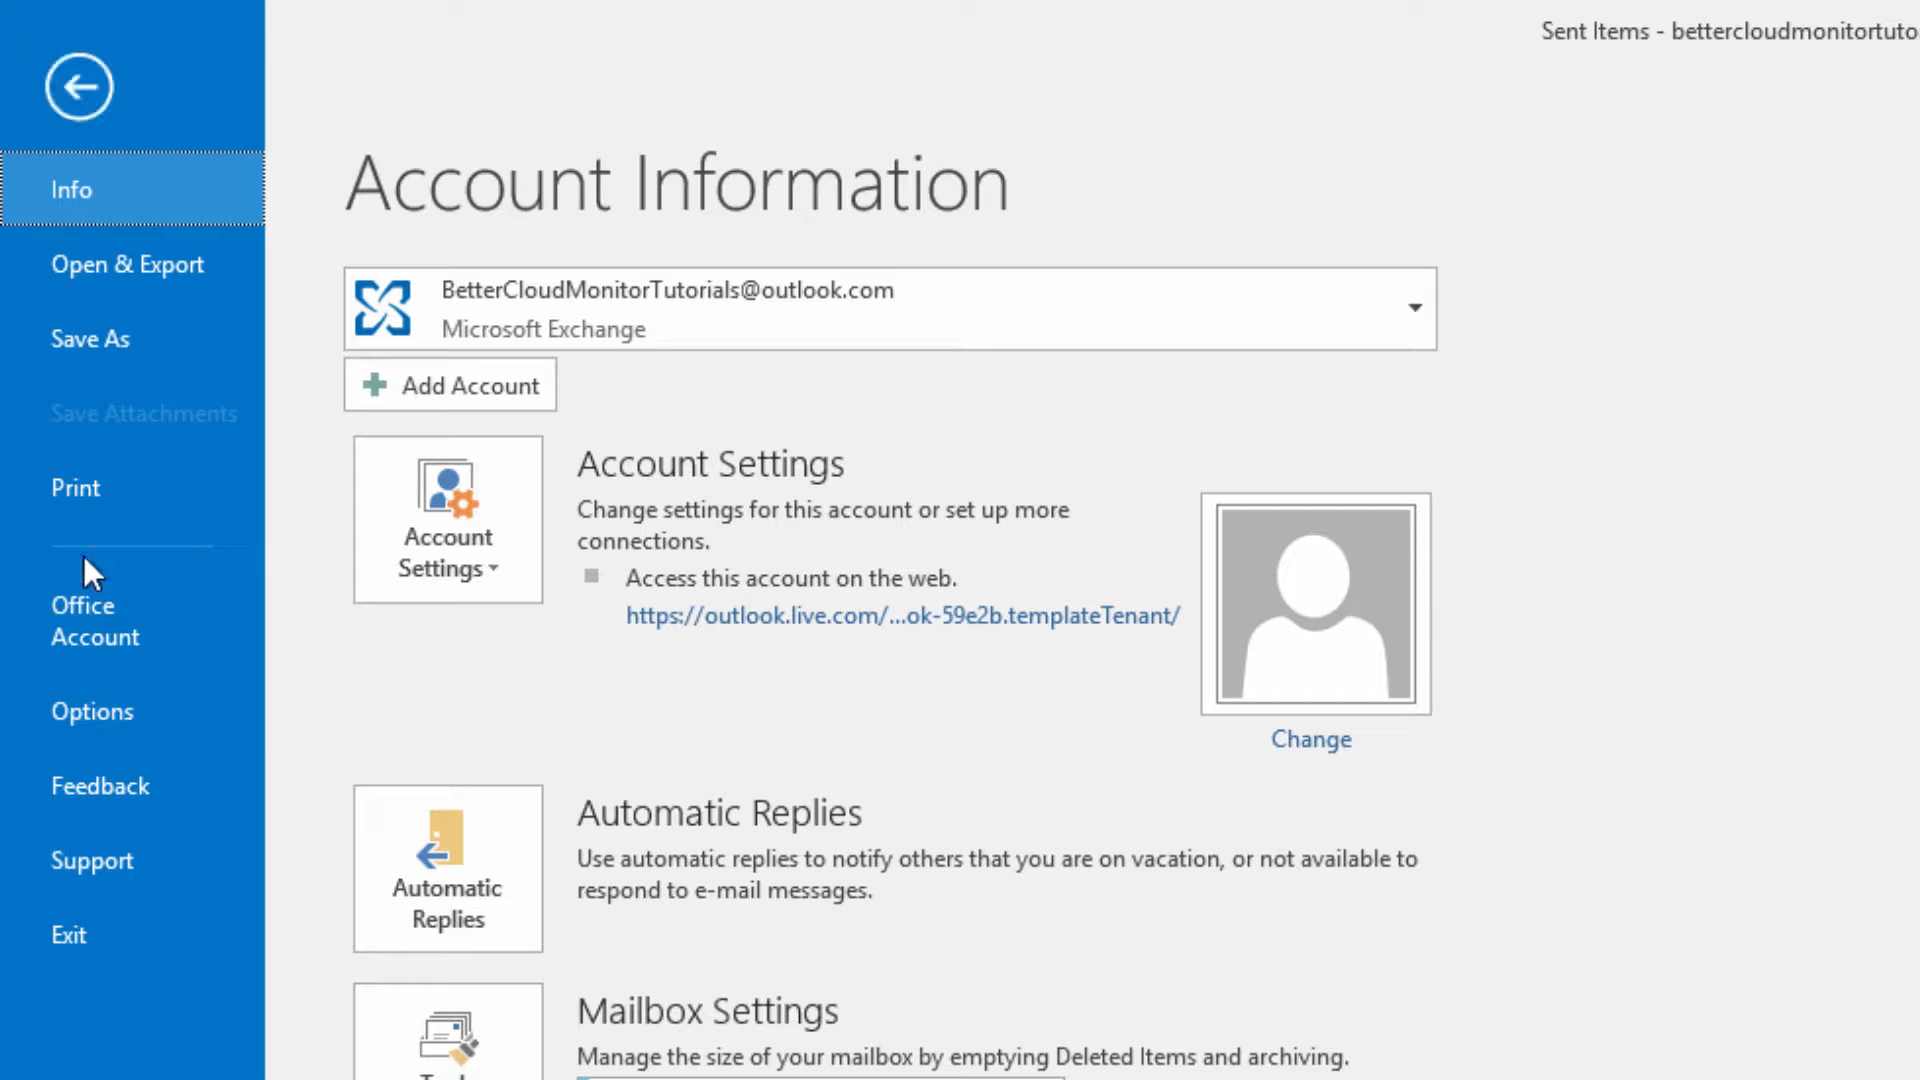 Sent Items - bettercloudmonitortuto
Info
Open & Export
Save As
Save Attachments
Print
Office
Account
Options
Feedback
Support
Exit
Account Information
BetterCloudMonitorTutorials@outlook.com
Microsoft Exchange
Add Account
Account
Settings
Account Settings
Change settings for this account or set up more
connections.
Access this account on the web.
https://outlook.live.com/...ok-59e2b.templateTenant/
Change
Automatic
Replies
Automatic Replies
Use automatic replies to notify others that you are on vacation, or not available to
respond to e-mail messages.
Mailbox Settings
Manage the size of your mailbox by emptying Deleted Items and archiving.